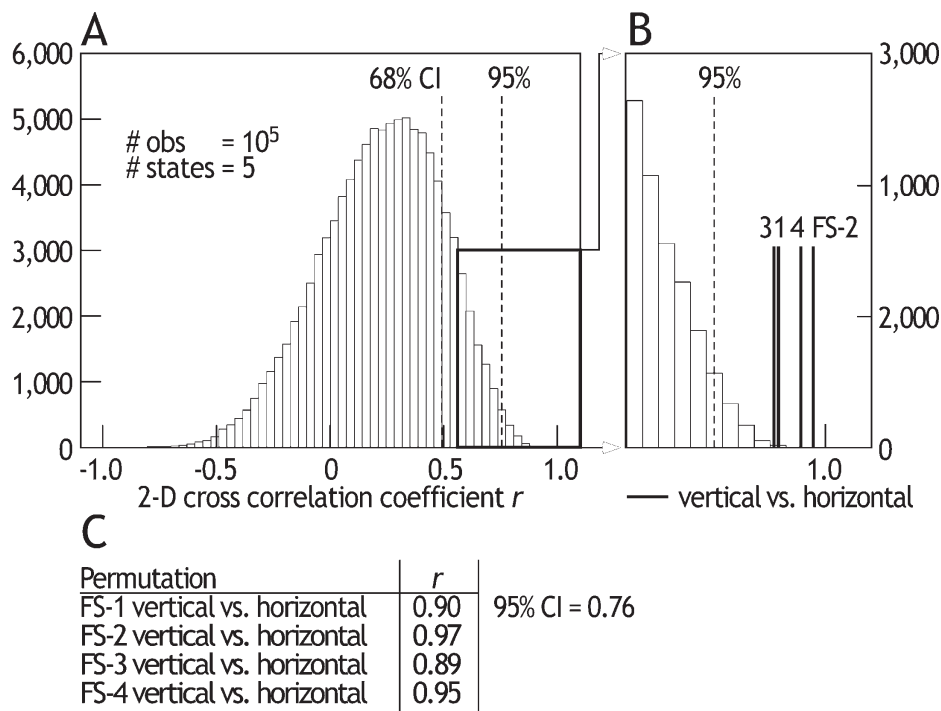 A
B
6,000
5,000
4,000
3,000
2,000
1,000
0
68% CI
95%
# obs = 10⁵
# states = 5
-1.0
-0.5
0
0.5
1.0
2-D cross correlation coefficient r
95%
3 1 4 FS-2
3,000
1,000
2,000
0
1.0
vertical vs. horizontal
C
Permutation r
FS-1 vertical vs. horizontal 0.90 95% CI = 0.76
FS-2 vertical vs. horizontal 0.97
FS-3 vertical vs. horizontal 0.89
FS-4 vertical vs. horizontal 0.95